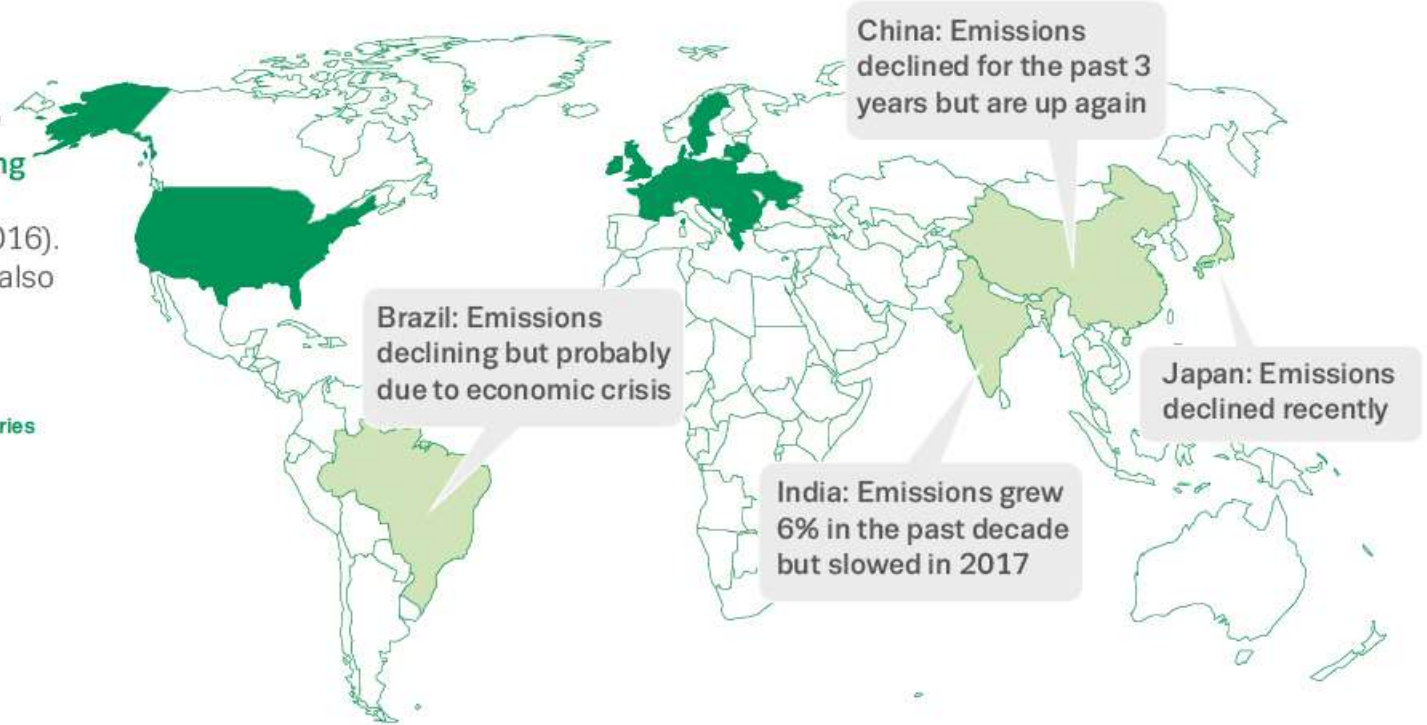 ng
016).
also
ries
China: Emissions
declined for the past 3
years but are up again
Brazil: Emissions
declining but probably
due to economic crisis
Japan: Emissions
declined recently
India: Emissions grew
6% in the past decade
but slowed in 2017